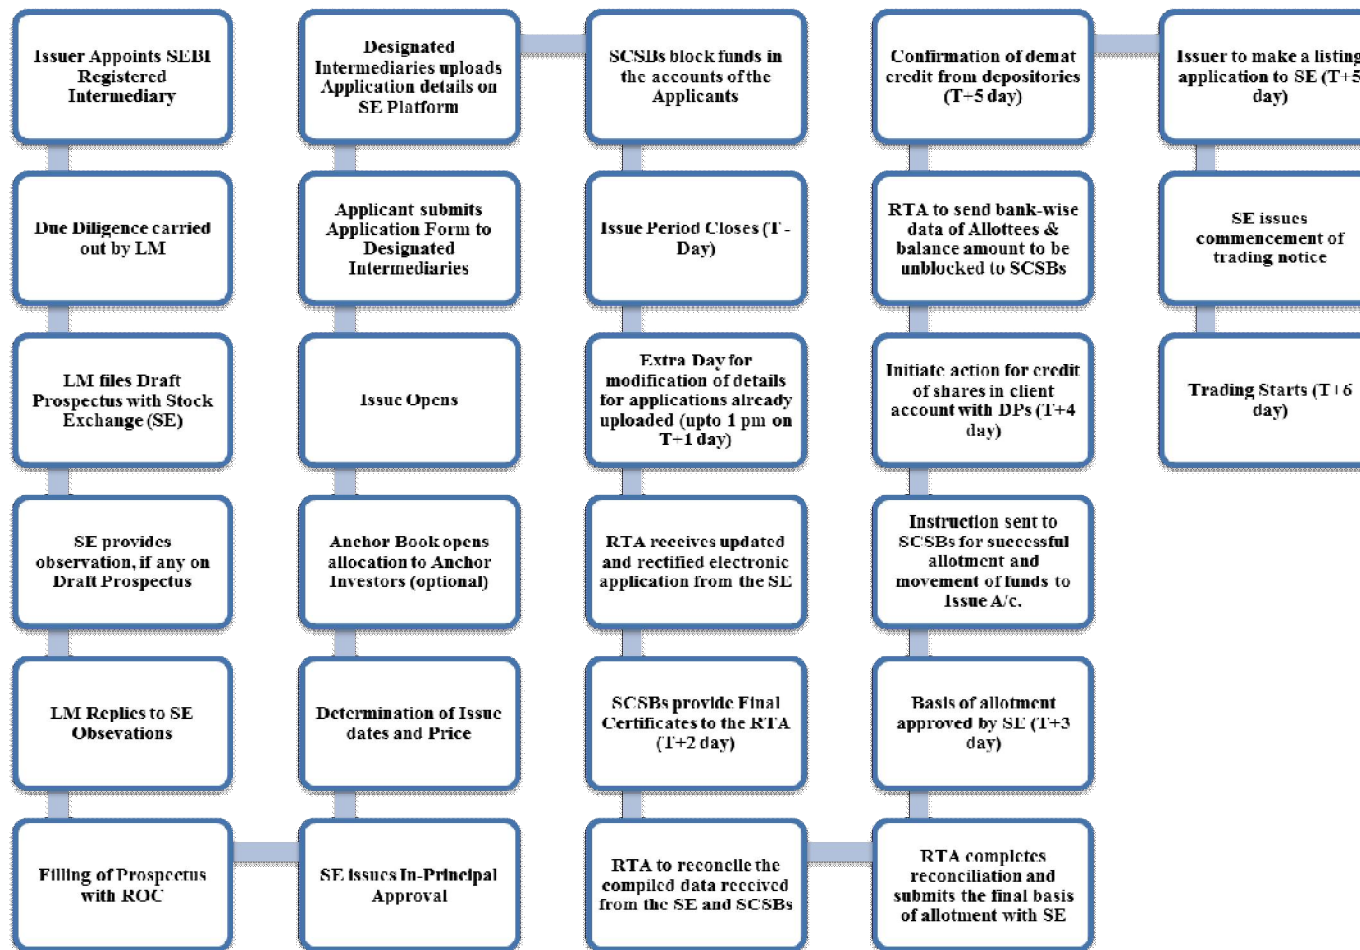 Issuer Appoints SEBI
Registered
Intermediary
Due Diligence carried
out by LM
LM files Draft
Prospectus with Stock
Exchange (SE)
SE provides
observation, if any on
Draft Prospectus
LM Replies to SE
Obsevations
Filling of Prospectus
with ROC
SE issues In-Principal
Approval
Determination of Issue
dates and Price
Anchor Book opens
allocation to Anchor
Investors (optional)
Issue Opens
Applicant submits
Application Form to
Designated
Intermediaries
Designated
Intermediaries uploads
Application details on
SE Platform
SCSBs block funds in
the accounts of the
Applicants
Issue Period Closes (T -
Day)
Extra Day for
modification of details
for applications already
uploaded (upto 1 pm on
T+1 day)
RTA receives updated
and rectified electronic
application from the SE
SCSBs provide Final
Certificates to the RTA
(T+2 day)
RTA to reconcile the
compiled data received
from the SE and SCSBs
RTA completes
reconciliation and
submits the final basis
of allotment with SE
Basis of allotment
approved by SE (T+3
day)
Instruction sent to
SCSBs for successful
allotment and
movement of funds to
Issue A/c.
Initiate action for credit
of shares in client
account with DPs (T+4
day)
RTA to send bank-wise
data of Allottees &
balance amount to be
unblocked to SCSBs
Confirmation of demat
credit from depositories
(T+5 day)
Issuer to make a listing
application to SE (T+5
day)
SE issues
commencement of
trading notice
Trading Starts (T+6
day)